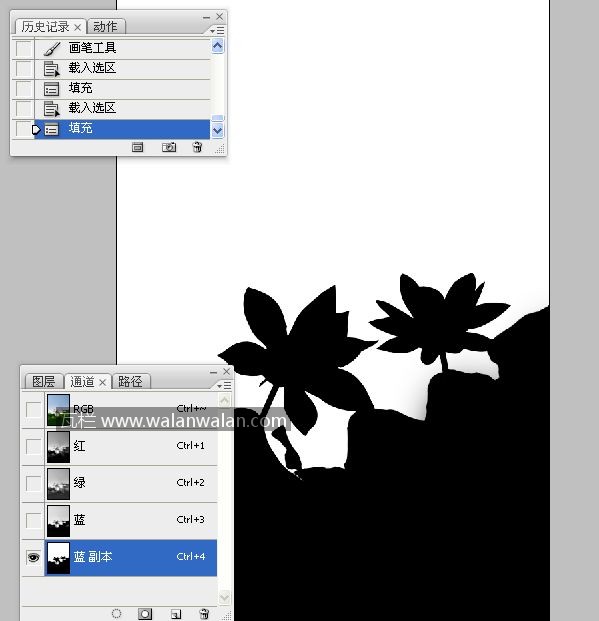 历史记录 × 动作
画笔工具
载入选区
填充
载入选区
填充
图层 通道 × 路径
RGB Ctrl+~
瓦栏 www.walanwalan.com
红 Ctrl+1
绿 Ctrl+2
蓝 Ctrl+3
蓝 副本 Ctrl+4